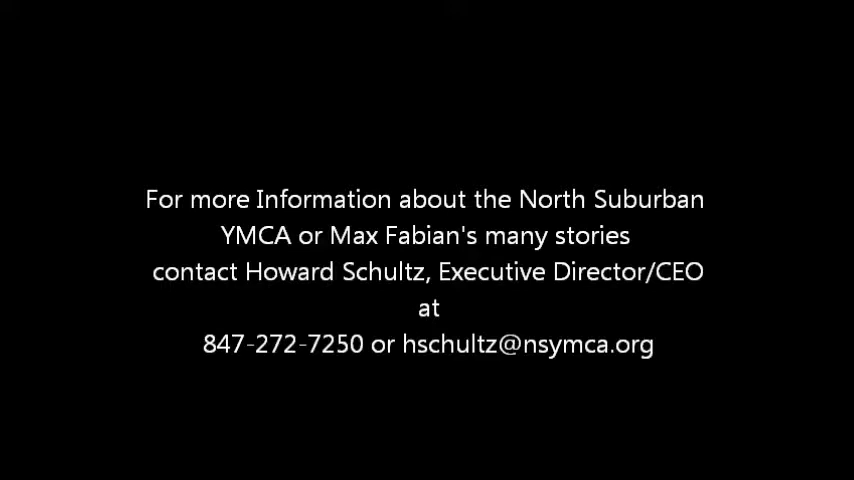 For more Information about the North Suburban
YMCA or Max Fabian's many stories
contact Howard Schultz, Executive Director/CEO
at
847-272-7250 or hschultz@nsymca.org